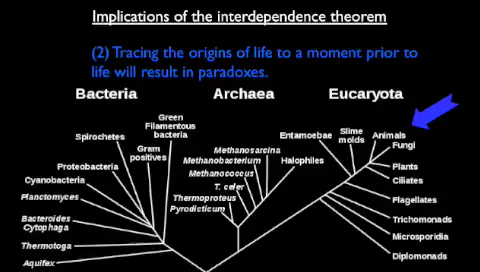 Implications of the interdependence theorem
(2) Tracing the origins of life to a moment prior to
life will result in paradoxes.
Bacteria
Archaea
Eucaryota
Green
Filamentous
bacteria
Spirochetes
Gram
positives
Proteobacteria
Cyanobacteria
Planctomyces
Bacteroides
Cytophaga
Thermotoga
Aquifex
Methanosarcina
Methanobacterium
Halophiles
Methanococcus
T. celer
Thermoproteus
Pyrodicticum
Entamoebae
Slime
molds
Animals
Fungi
Plants
Ciliates
Flagellates
Trichomonads
Microsporidia
Diplomonads